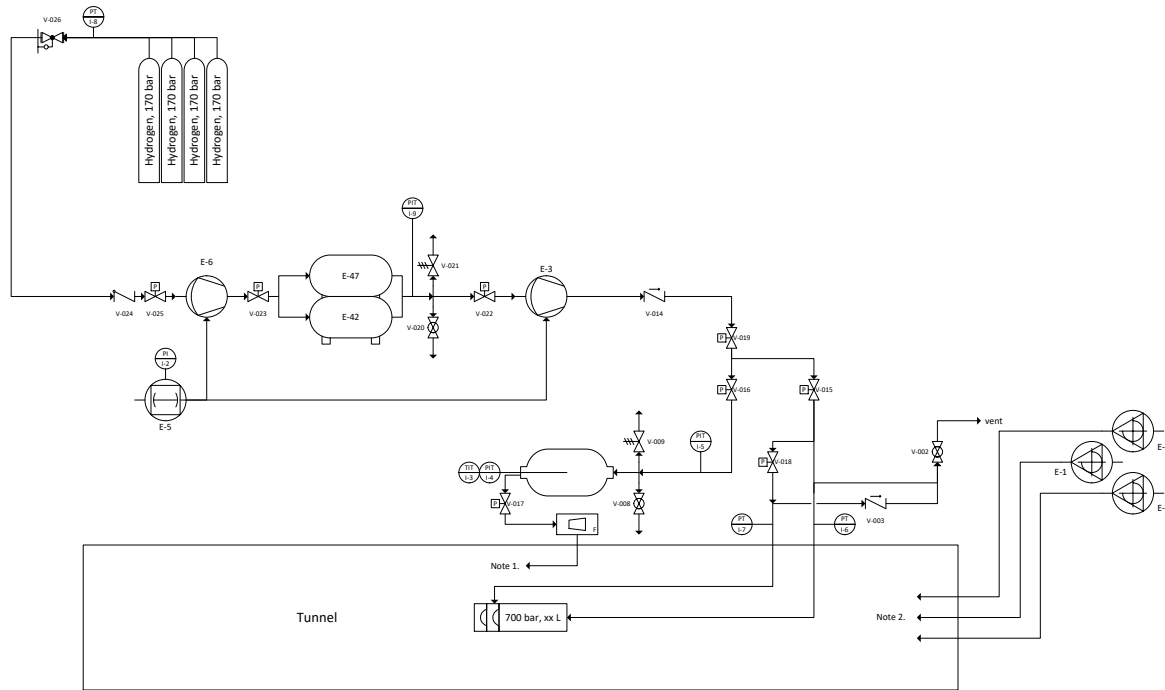 V-026
PT
I-8
Hydrogen, 170 bar
Hydrogen, 170 bar
Hydrogen, 170 bar
Hydrogen, 170 bar
PIT
i-9
E-6
E-47
E-42
V-021
E-3
P
P
P
V-024
V-025
V-023
V-020
V-022
V-014
PI
i-2
E-5
P
V-019
P
V-016
P
V-015
V-009
PIT
I-5
vent
V-002
E-
E-1
E-
TIT
I-3
PIT
I-4
P
V-018
P
V-017
V-008
F
PT
I-7
PT
I-6
V-003
Note 1.
Tunnel
700 bar, xx L
Note 2.